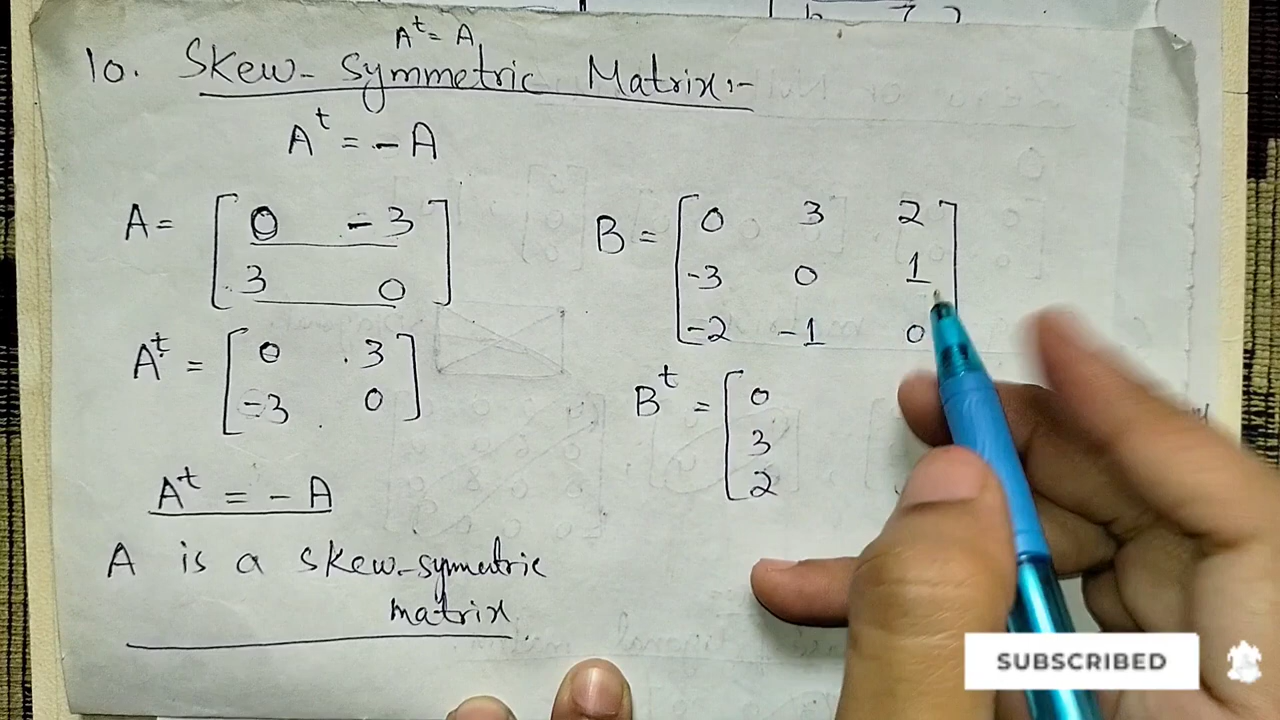 A^t = A
10. Skew-Symmetric Matrix:-
A^t = -A
A = [ 0 -3
3 0 ]
A^t = [ 0 3
-3 0 ]
A^t = -A
A is a skew-symmetric
matrix
B = [ 0 3 2
-3 0 1
-2 -1 0 ]
B^t = [ 0
3
2
SUBSCRIBED